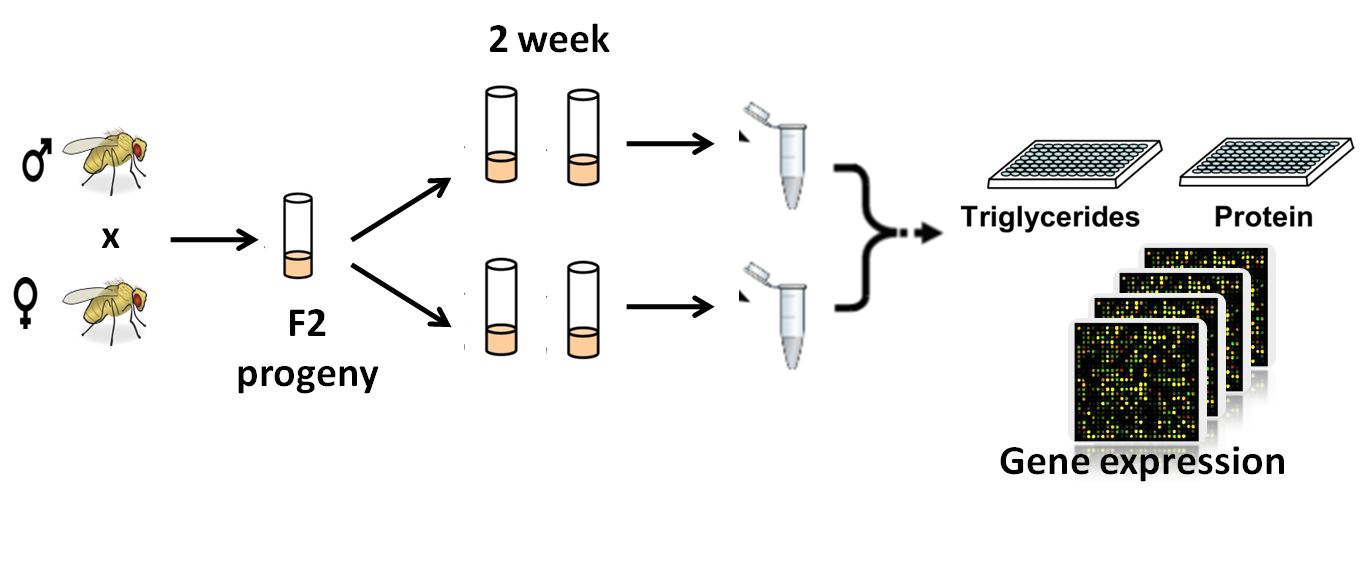 2 week
♂
x
♀
F2
progeny
Triglycerides
Protein
Gene expression